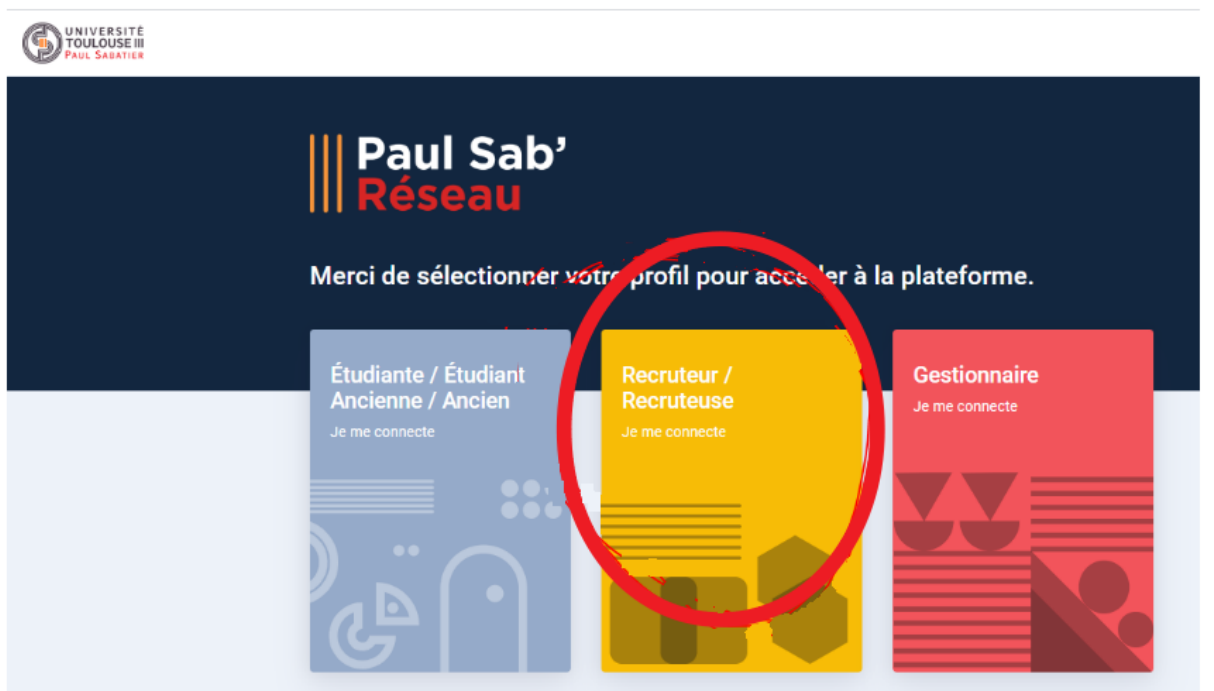 UNIVERSITÉ
TOULOUSE III
PAUL SABATIER
Paul Sab’
Réseau
Merci de sélectionner votre profil pour accéder à la plateforme.
Étudiante / Étudiant
Ancienne / Ancien
Je me connecte
Recruteur /
Recruteuse
Je me connecte
Gestionnaire
Je me connecte